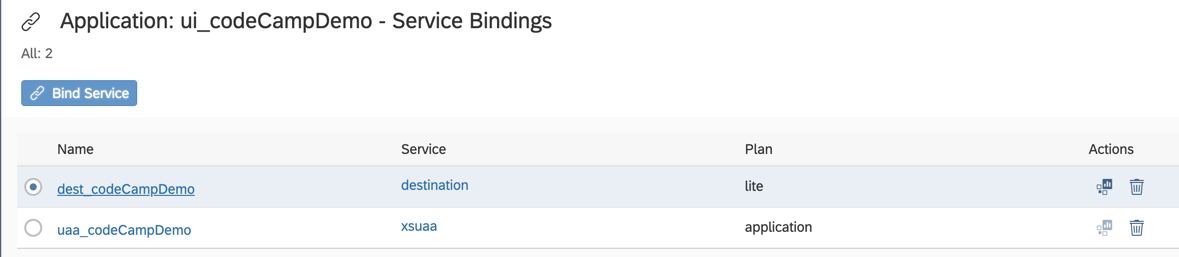 Application: ui_codeCampDemo - Service Bindings
All: 2
Bind Service
Name Service Plan Actions
dest_codeCampDemo destination lite
uaa_codeCampDemo xsuaa application